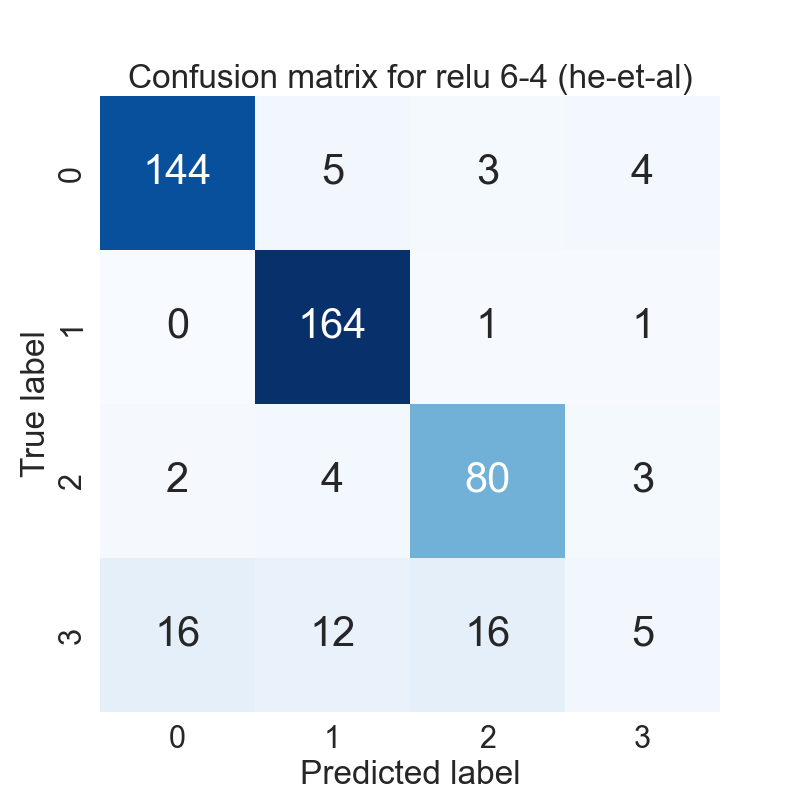 Confusion matrix for relu 6-4 (he-et-al)
True label
0
144 5 3 4
1
0 164 1 1
2
2 4 80 3
3
16 12 16 5
0 1 2 3
Predicted label